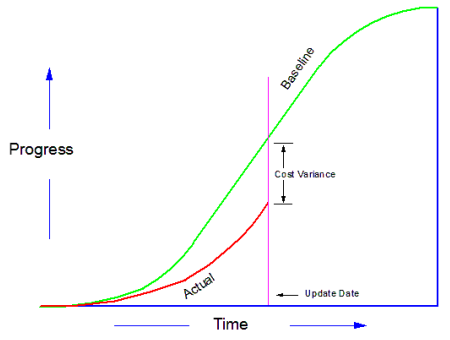 Baseline
Progress
Cost Variance
Actual
Update Date
Time